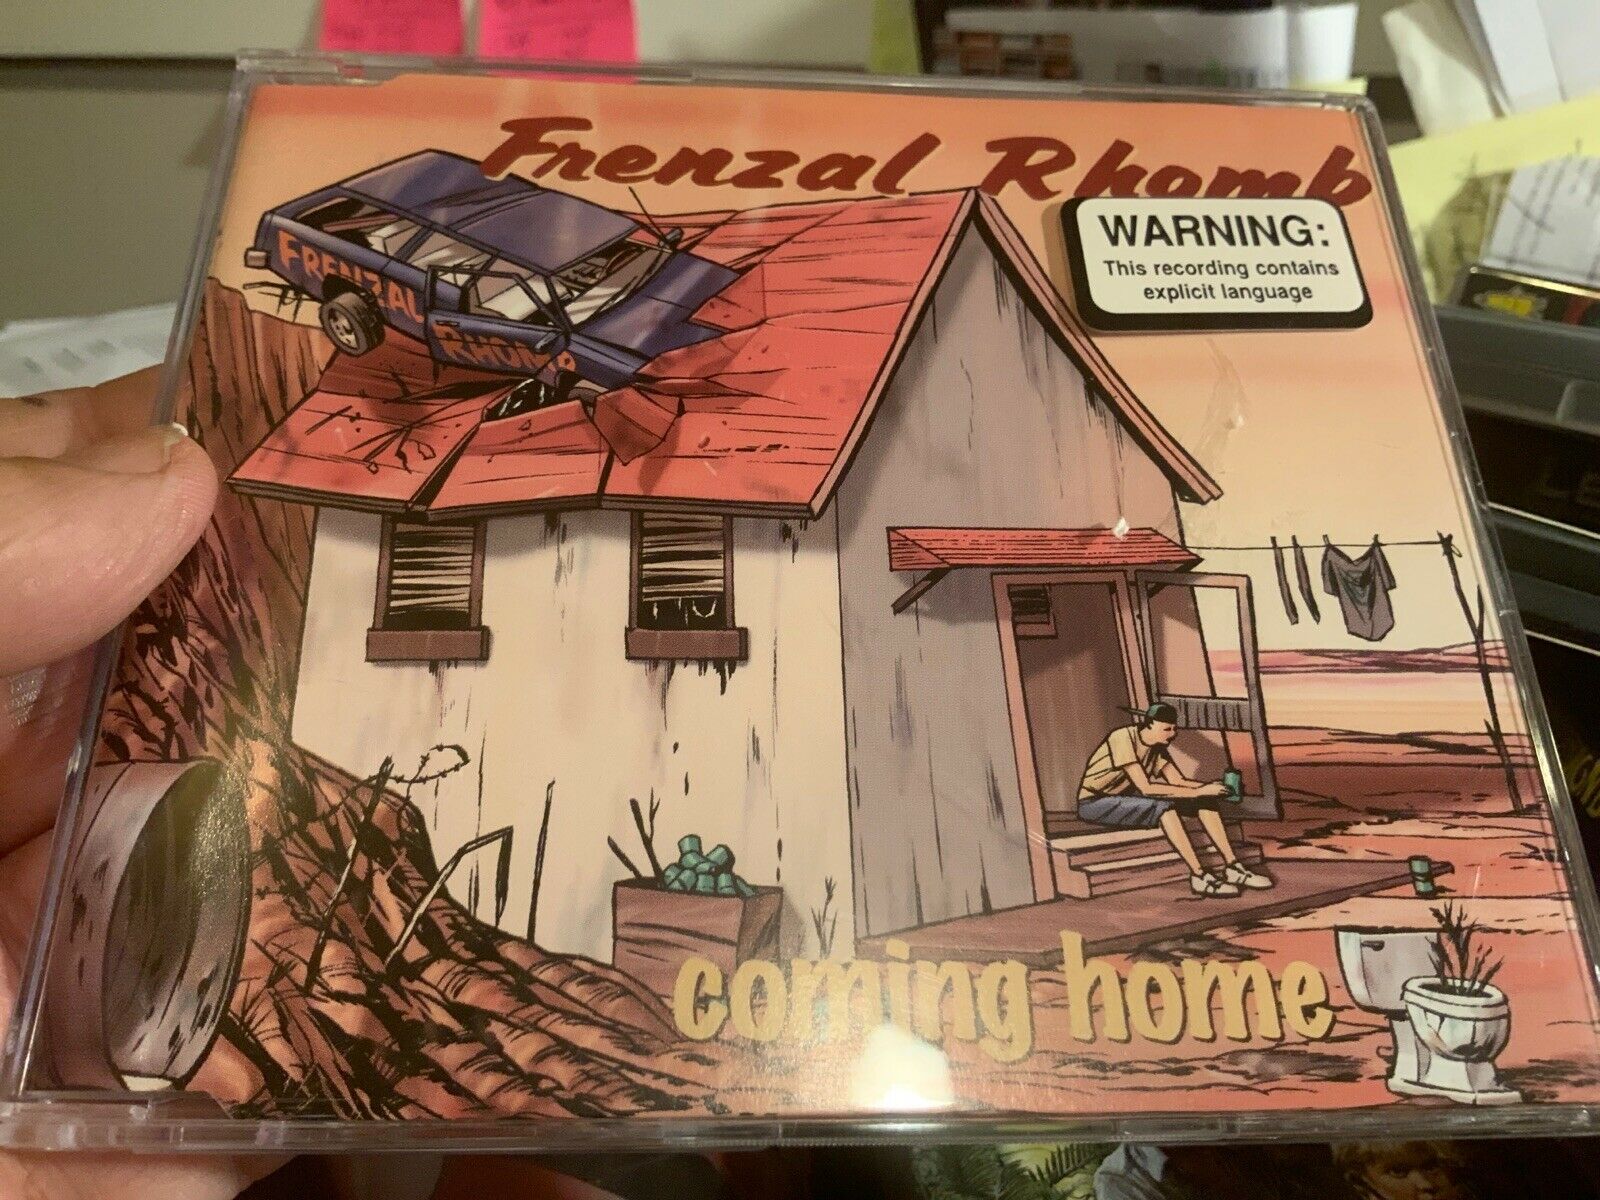 Frenzal Rhomb
WARNING:
This recording contains
explicit language
FRENZAL
RHOMB
coming home